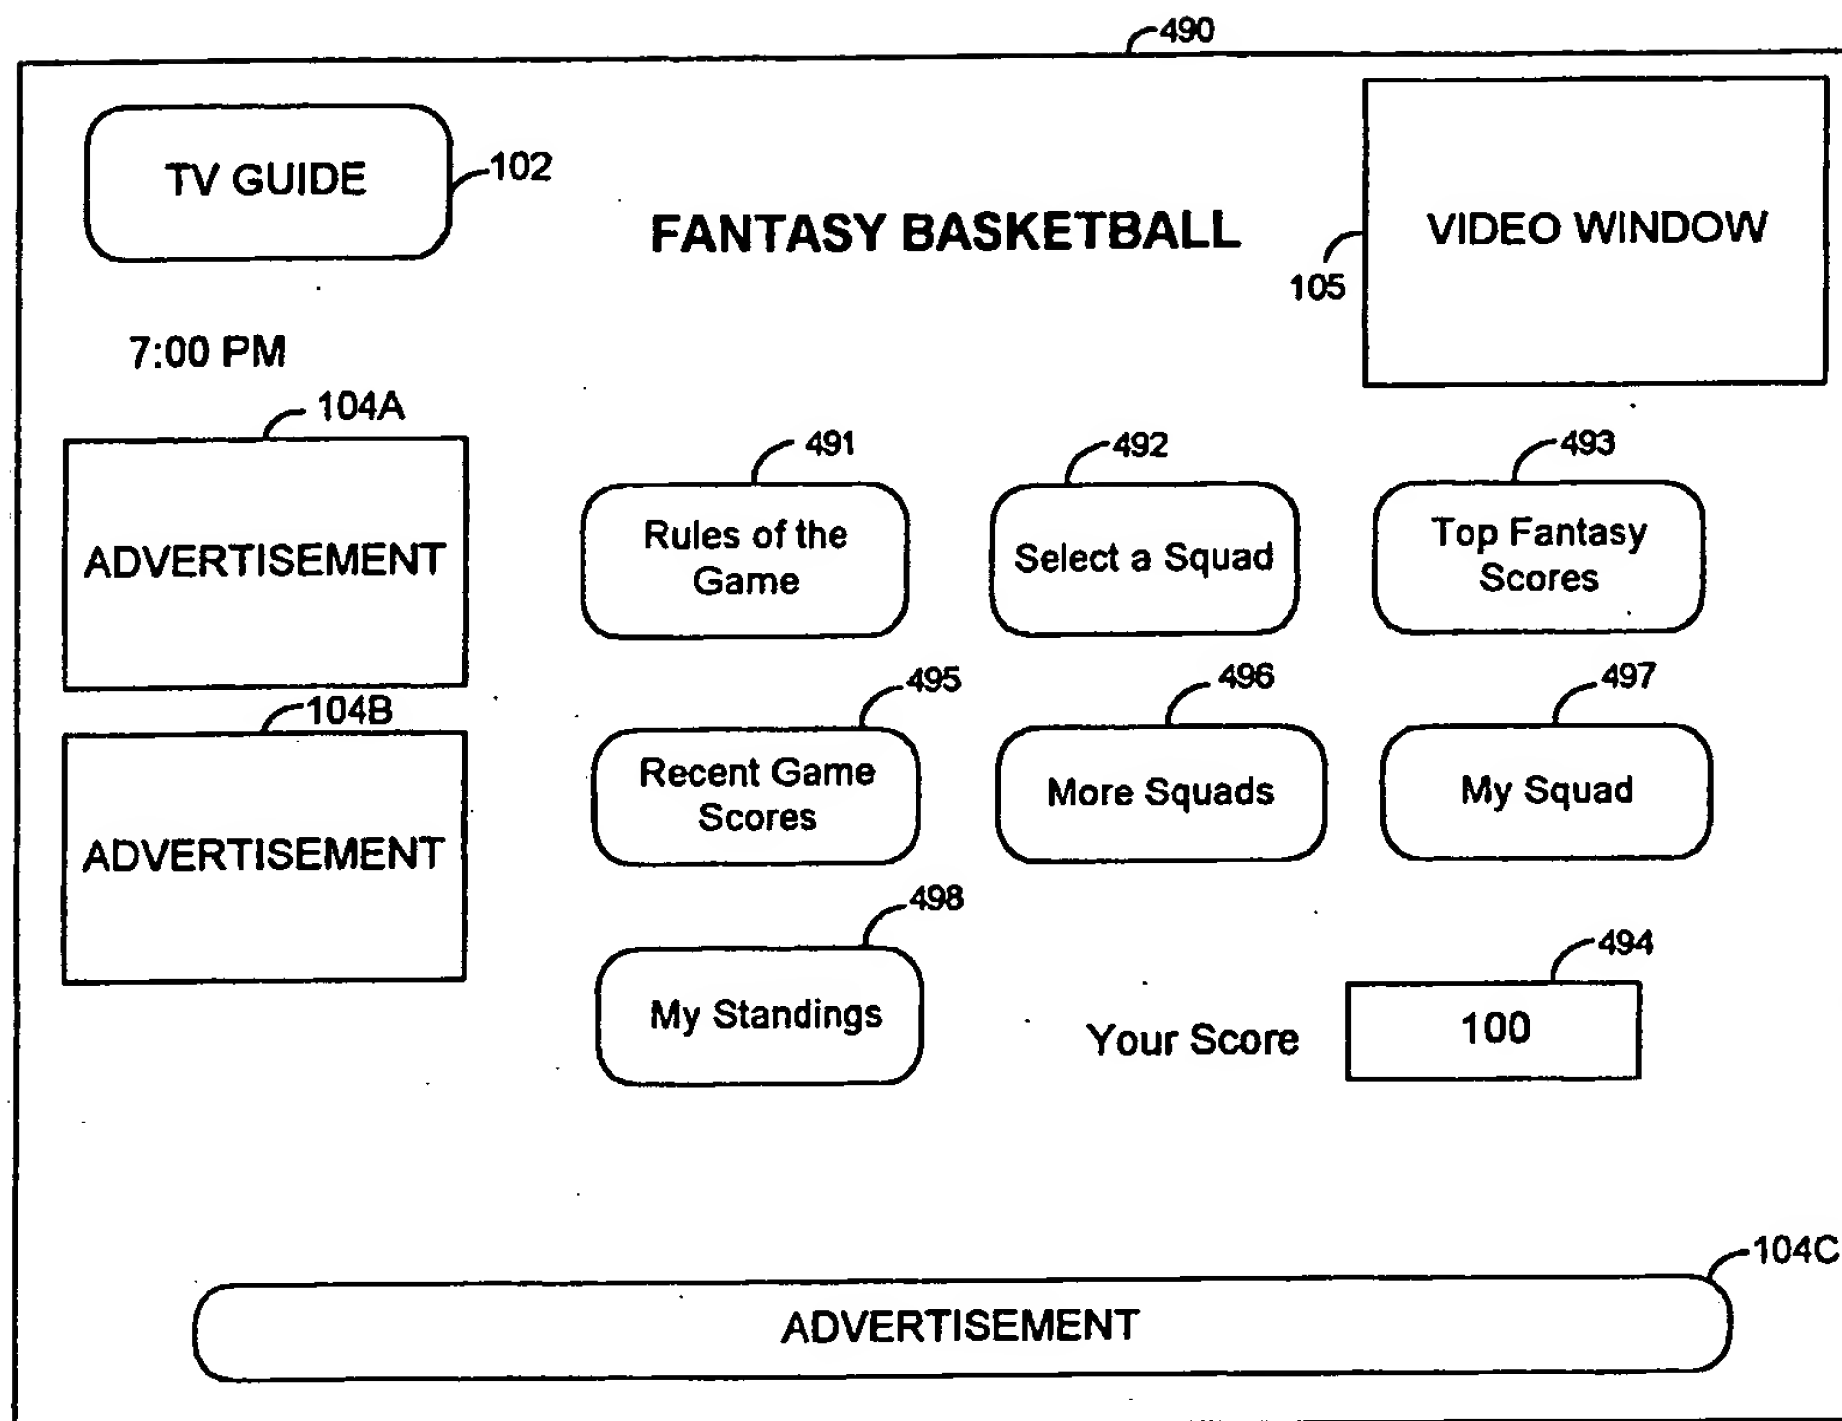 490
TV GUIDE
102
FANTASY BASKETBALL
VIDEO WINDOW
105
7:00 PM
104A
ADVERTISEMENT
491
Rules of the
Game
492
Select a Squad
493
Top Fantasy
Scores
104B
ADVERTISEMENT
495
Recent Game
Scores
496
More Squads
497
My Squad
498
My Standings
Your Score
494
100
104C
ADVERTISEMENT